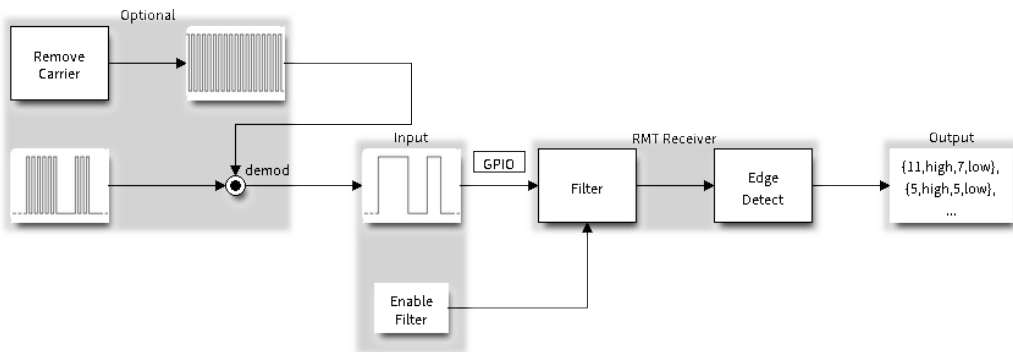 Optional
Remove
Carrier
demod
Input
GPIO
RMT Receiver
Output
Filter
Edge
Detect
{11,high,7,low},
{5,high,5,low},
...
Enable
Filter